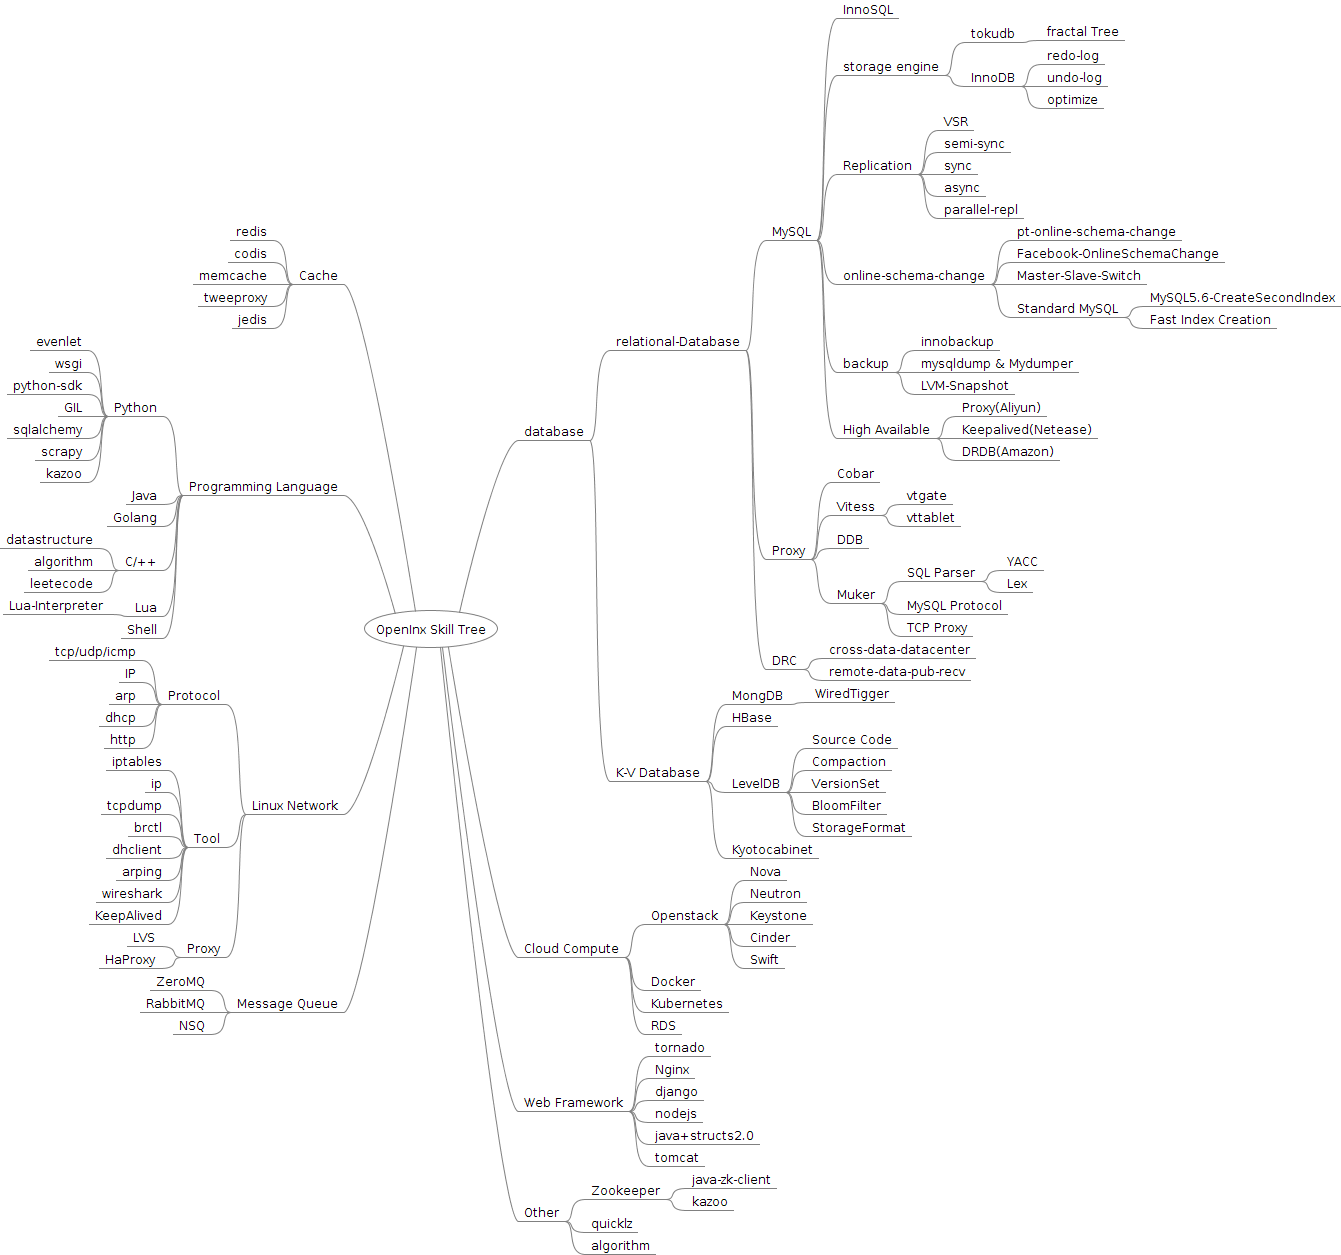 OpenInx Skill Tree
Cache
redis
codis
memcache
tweeproxy
jedis
Programming Language
Python
evenlet
wsgi
python-sdk
GIL
sqlalchemy
scrapy
kazoo
Java
Golang
C/++
datastructure
algorithm
leetecode
Lua
Lua-Interpreter
Shell
Linux Network
Protocol
tcp/udp/icmp
IP
arp
dhcp
http
Tool
iptables
ip
tcpdump
brctl
dhclient
arping
wireshark
KeepAlived
Proxy
LVS
HaProxy
Message Queue
ZeroMQ
RabbitMQ
NSQ
database
relational-Database
MySQL
InnoSQL
storage engine
tokudb
fractal Tree
InnoDB
redo-log
undo-log
optimize
Replication
VSR
semi-sync
sync
async
parallel-repl
online-schema-change
pt-online-schema-change
Facebook-OnlineSchemaChange
Master-Slave-Switch
Standard MySQL
MySQL5.6-CreateSecondIndex
Fast Index Creation
backup
innobackup
mysqldump & Mydumper
LVM-Snapshot
High Available
Proxy(Aliyun)
Keepalived(Netease)
DRDB(Amazon)
Proxy
Cobar
Vitess
vtgate
vttablet
DDB
Muker
SQL Parser
YACC
Lex
MySQL Protocol
TCP Proxy
DRC
cross-data-datacenter
remote-data-pub-recv
K-V Database
MongDB
WiredTigger
HBase
LevelDB
Source Code
Compaction
VersionSet
BloomFilter
StorageFormat
Kyotocabinet
Cloud Compute
Openstack
Nova
Neutron
Keystone
Cinder
Swift
Docker
Kubernetes
RDS
Web Framework
tornado
Nginx
django
nodejs
java+structs2.0
tomcat
Other
Zookeeper
java-zk-client
kazoo
quicklz
algorithm